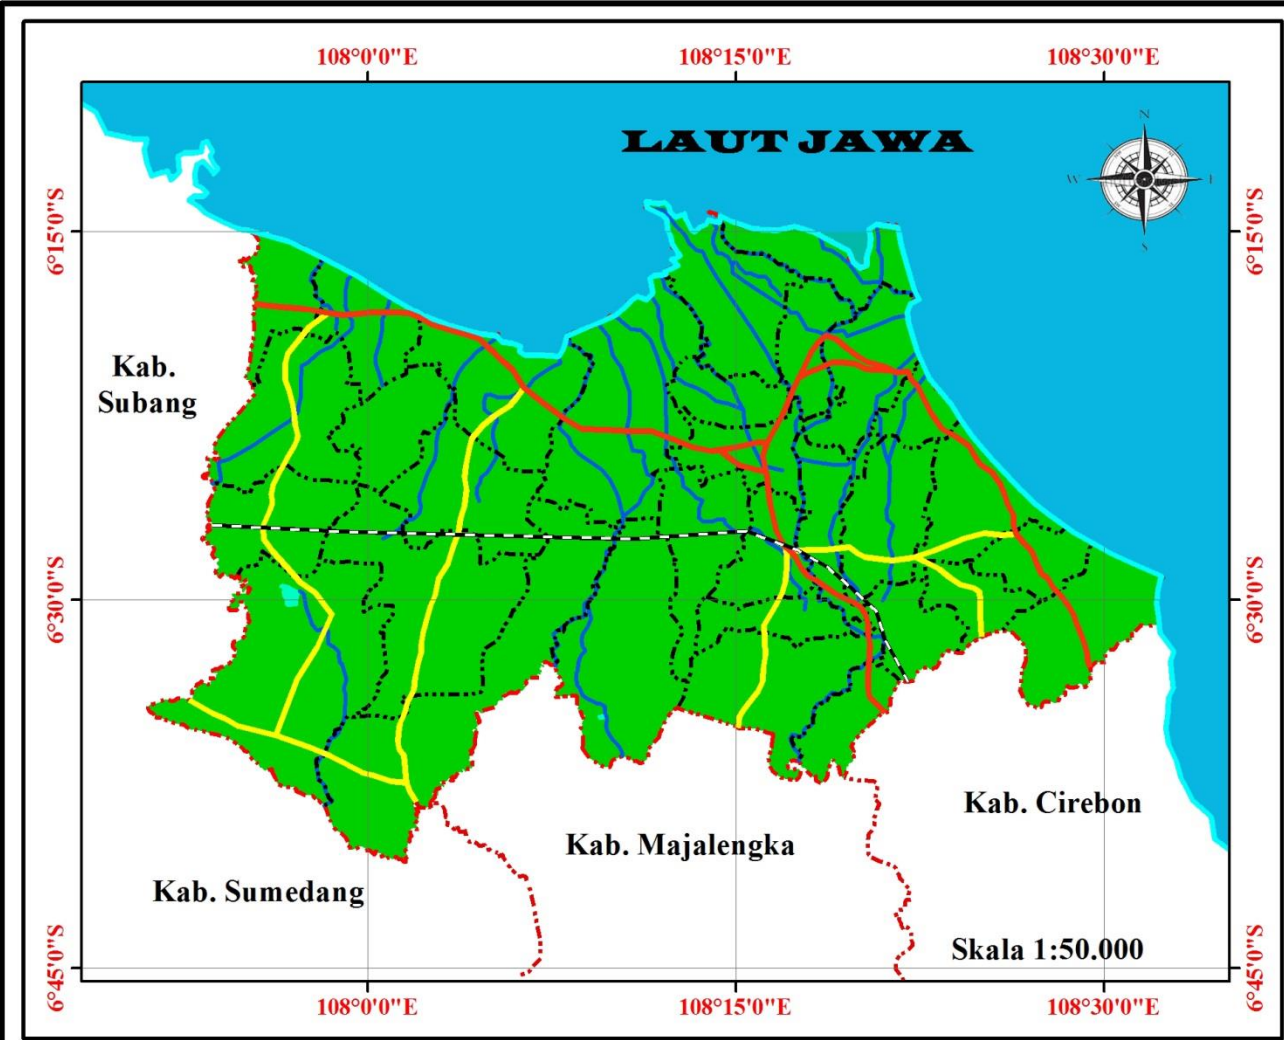 108°0'0"E 108°15'0"E 108°30'0"E
LAUT JAWA
N
W
S
6°15'0"S 6°15'0"S
Kab.
Subang
6°30'0"S 6°30'0"S
Kab. Cirebon
Kab. Majalengka
Kab. Sumedang
Skala 1:50.000
6°45'0"S 6°45'0"S
108°0'0"E 108°15'0"E 108°30'0"E